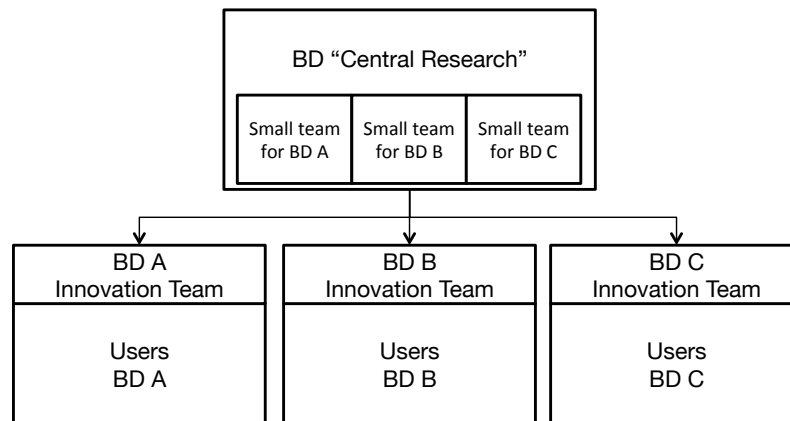 BD “Central Research”
Small team
for BD A
Small team
for BD B
Small team
for BD C
BD A
Innovation Team
BD B
Innovation Team
BD C
Innovation Team
Users
BD A
Users
BD B
Users
BD C